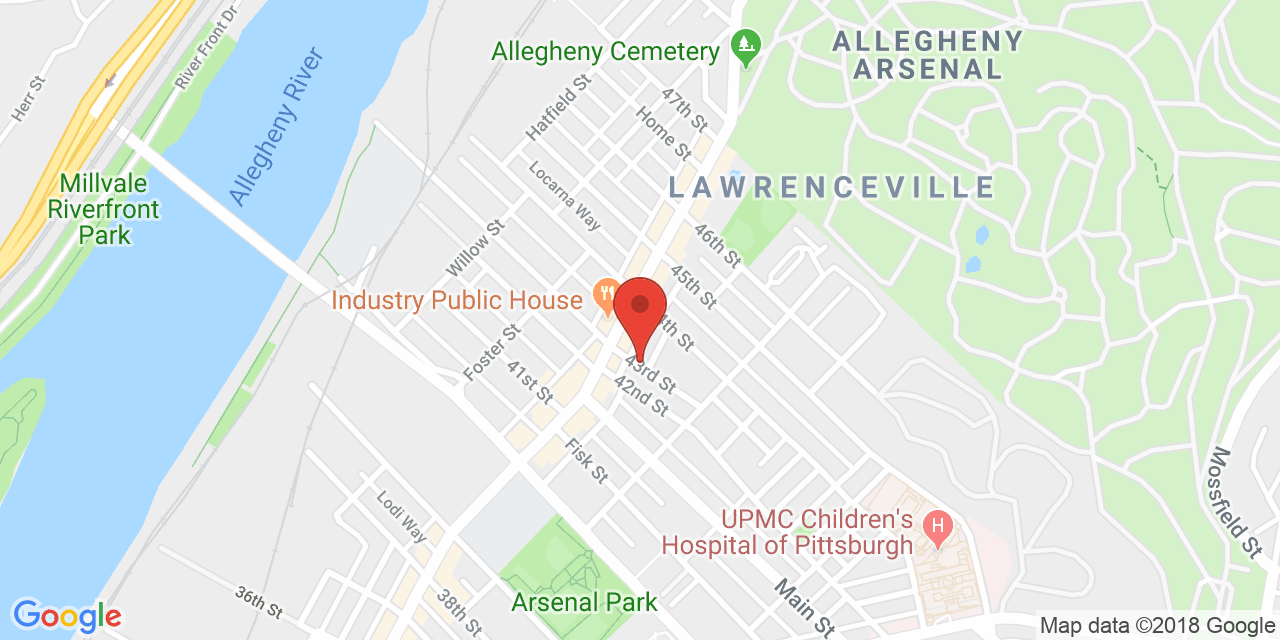 Herr St
River Front Dr
Allegheny River
Millvale
Riverfront
Park
Allegheny Cemetery
ALLEGHENY
ARSENAL
Hatfield St
47th St
Home St
LAWRENCEVILLE
Locarna Way
Willow St
46th St
45th St
Industry Public House
4th St
Foster St
43rd St
41st St
42nd St
Fisk St
Mossfield St
Lodi Way
UPMC Children's
Hospital of Pittsburgh
H
36th St
38th St
Arsenal Park
Main St
Google
Map data ©2018 Google